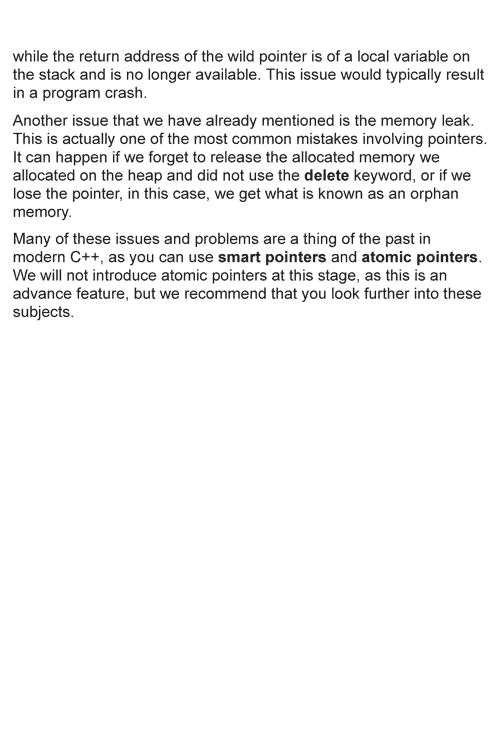 while the return address of the wild pointer is of a local variable on
the stack and is no longer available. This issue would typically result
in a program crash.
Another issue that we have already mentioned is the memory leak.
This is actually one of the most common mistakes involving pointers.
It can happen if we forget to release the allocated memory we
allocated on the heap and did not use the delete keyword, or if we
lose the pointer, in this case, we get what is known as an orphan
memory.
Many of these issues and problems are a thing of the past in
modern C++, as you can use smart pointers and atomic pointers.
We will not introduce atomic pointers at this stage, as this is an
advance feature, but we recommend that you look further into these
subjects.